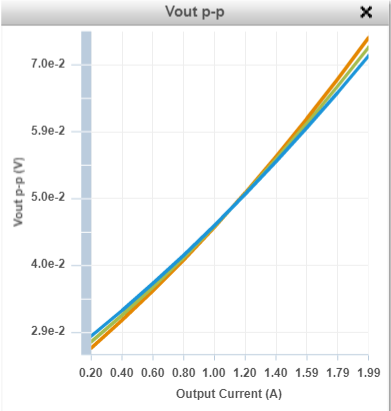 Vout p-p
7.0e-2
5.9e-2
5.0e-2
4.0e-2
2.9e-2
Vout p-p (V)
0.20 0.40 0.60 0.80 1.00 1.20 1.40 1.59 1.79 1.99
Output Current (A)